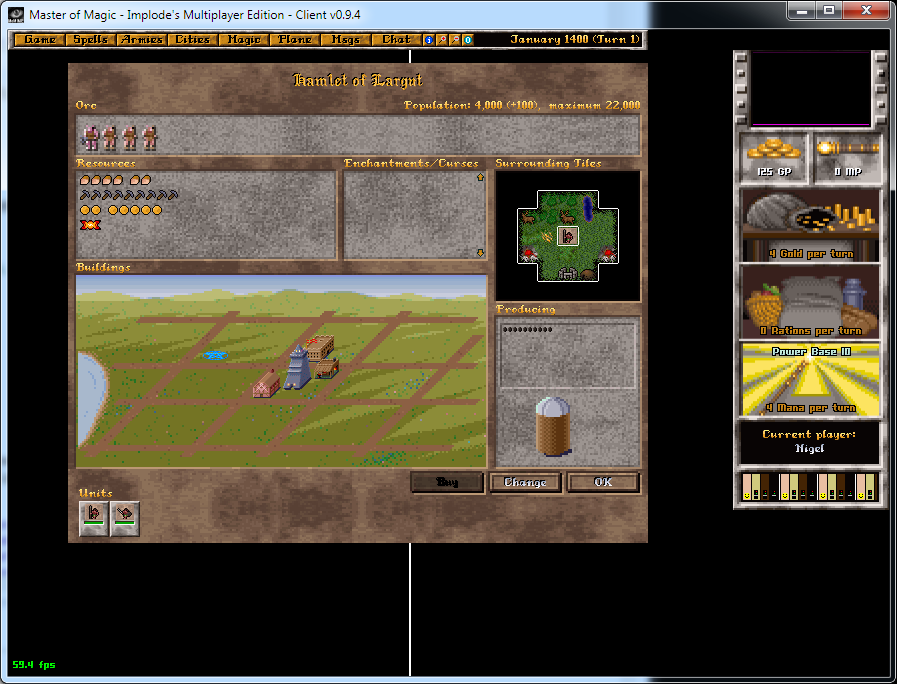 Master of Magic - Implode's Multiplayer Edition - Client v0.9.4
Game Spells Armies Cities Magic Plane Msgs Chat January 1400 (Turn 1)
Hamlet of Largut
Orc Population: 4,000 (+100), maximum 22,000
Resources Enchantments/Curses Surrounding Tiles
125 GP 0 MP
4 Gold per turn
Buildings
Producing
0 Rations per turn
Power Base 10
4 Mana per turn
Current player:
Nigel
Buy Change OK
Units
59.4 fps